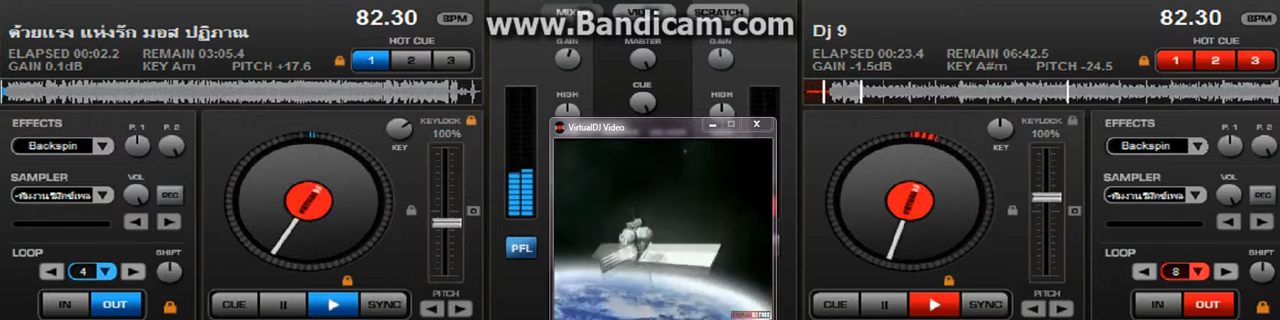 82.30 BPM
ด้วยแรง แห่งรัก มอส ปฏิภาณ
ELAPSED 00:02.2 REMAIN 03:05.4
GAIN 0.1dB KEY Am PITCH +17.6
HOT CUE
1 2 3
EFFECTS
P. 1 P. 2
Backspin
SAMPLER
VOL
REC
LOOP
SHIFT
4
IN OUT
KEY
KEYLOCK
100%
CUE SYNC
PITCH
VIDEO SCRATCH
www.Bandicam.com
GAIN MASTER GAIN
CUE
HIGH HIGH
VirtualDJ Video
PFL
82.30 BPM
Dj 9
ELAPSED 00:23.4 REMAIN 06:42.5
GAIN -1.5dB KEY A#m PITCH -24.5
HOT CUE
1 2 3
KEY
KEYLOCK
100%
CUE SYNC
PITCH
EFFECTS
P. 1 P. 2
Backspin
SAMPLER
VOL
REC
LOOP
SHIFT
8
IN OUT